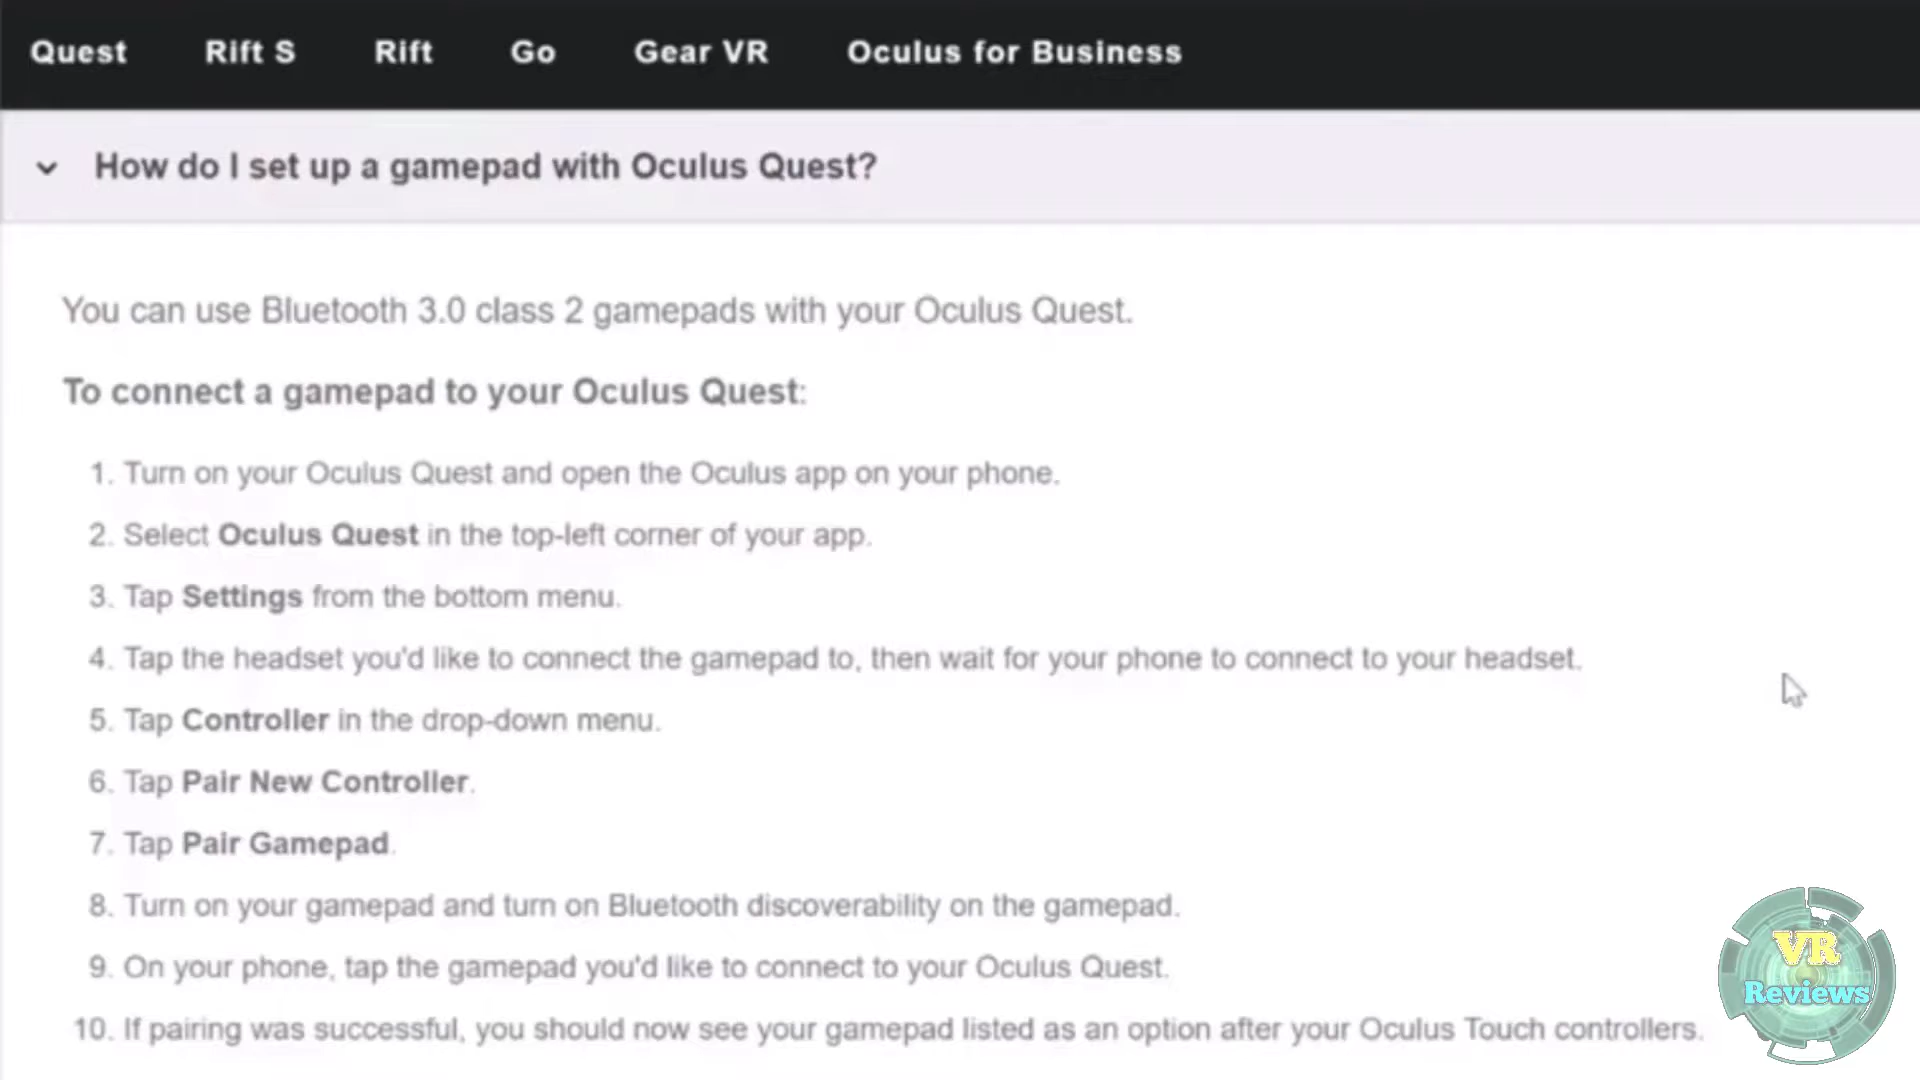 Quest Rift S Rift Go Gear VR Oculus for Business
How do I set up a gamepad with Oculus Quest?
You can use Bluetooth 3.0 class 2 gamepads with your Oculus Quest.
To connect a gamepad to your Oculus Quest:
1. Turn on your Oculus Quest and open the Oculus app on your phone.
2. Select Oculus Quest in the top-left corner of your app.
3. Tap Settings from the bottom menu.
4. Tap the headset you'd like to connect the gamepad to, then wait for your phone to connect to your headset.
5. Tap Controller in the drop-down menu.
6. Tap Pair New Controller.
7. Tap Pair Gamepad.
8. Turn on your gamepad and turn on Bluetooth discoverability on the gamepad.
9. On your phone, tap the gamepad you'd like to connect to your Oculus Quest.
10. If pairing was successful, you should now see your gamepad listed as an option after your Oculus Touch controllers.
VR
Reviews